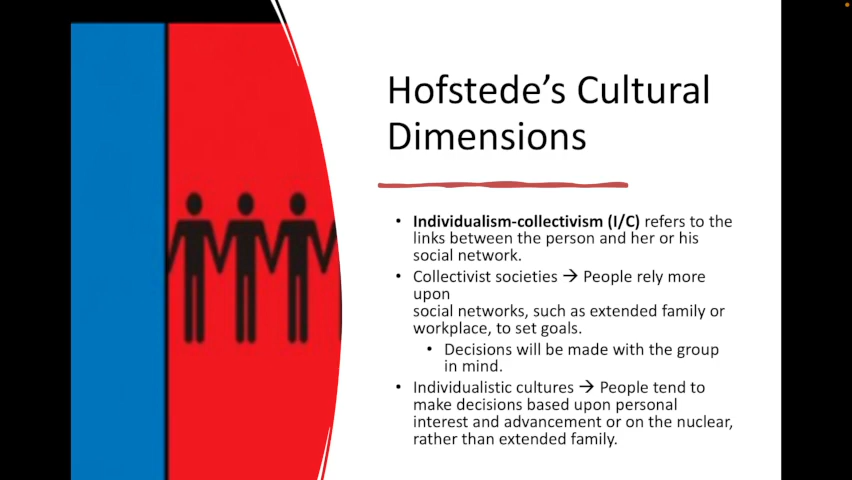 Hofstede's Cultural
Dimensions
• Individualism-collectivism (I/C) refers to the
links between the person and her or his
social network.
• Collectivist societies → People rely more
upon
social networks, such as extended family or
workplace, to set goals.
• Decisions will be made with the group
in mind.
• Individualistic cultures → People tend to
make decisions based upon personal
interest and advancement or on the nuclear,
rather than extended family.